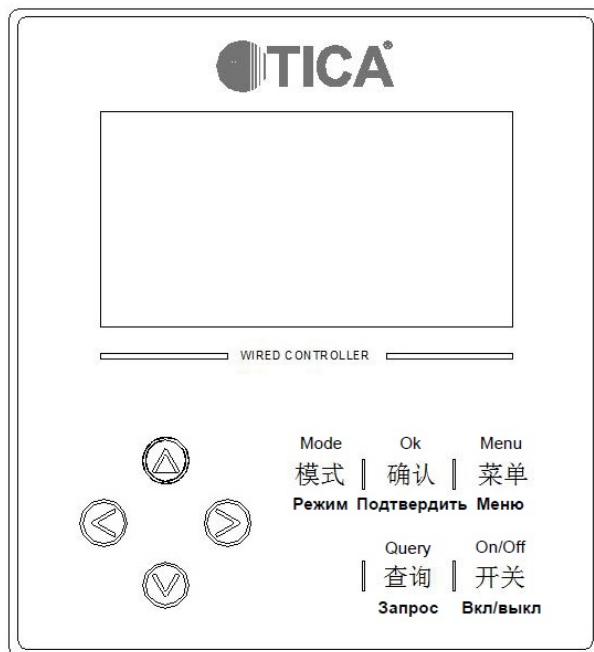 TICA®
WIRED CONTROLLER
Mode Ok Menu
模式 确认 菜单
Режим Подтвердить Меню
Query On/Off
查询 开关
Запрос Вкл/выкл